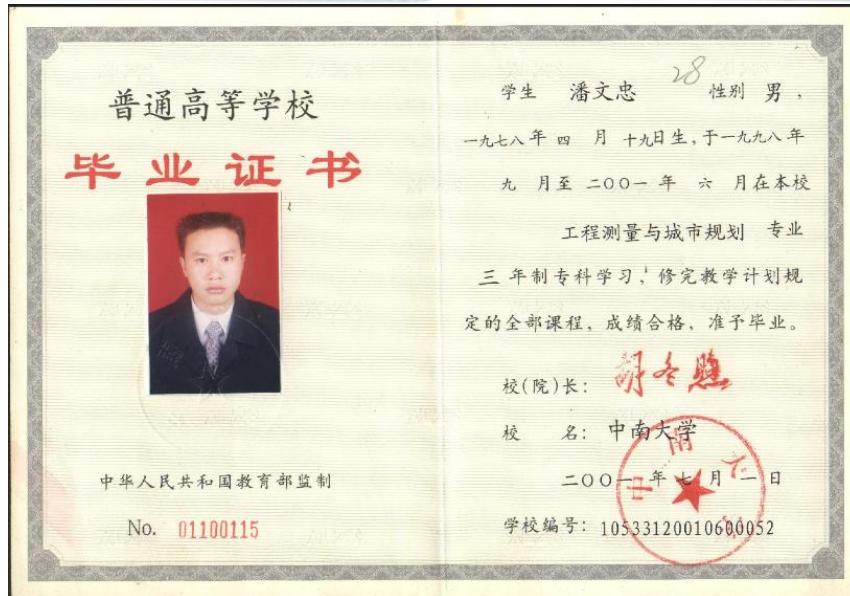 普通高等学校
毕业证书
中华人民共和国教育部监制
No. 01100115
28
学生 潘文忠 性别 男，
一九七八年 四 月 十九日生，于一九九八年
九 月至 二〇〇一 年 六 月在本校
工程测量与城市规划 专业
三 年制专科学习，修完教学计划规
定的全部课程，成绩合格，准予毕业。
校(院)长：
校 名：中南大学
二〇〇一 年 七 月 一 日
学校编号：105331200106000052
中南大学